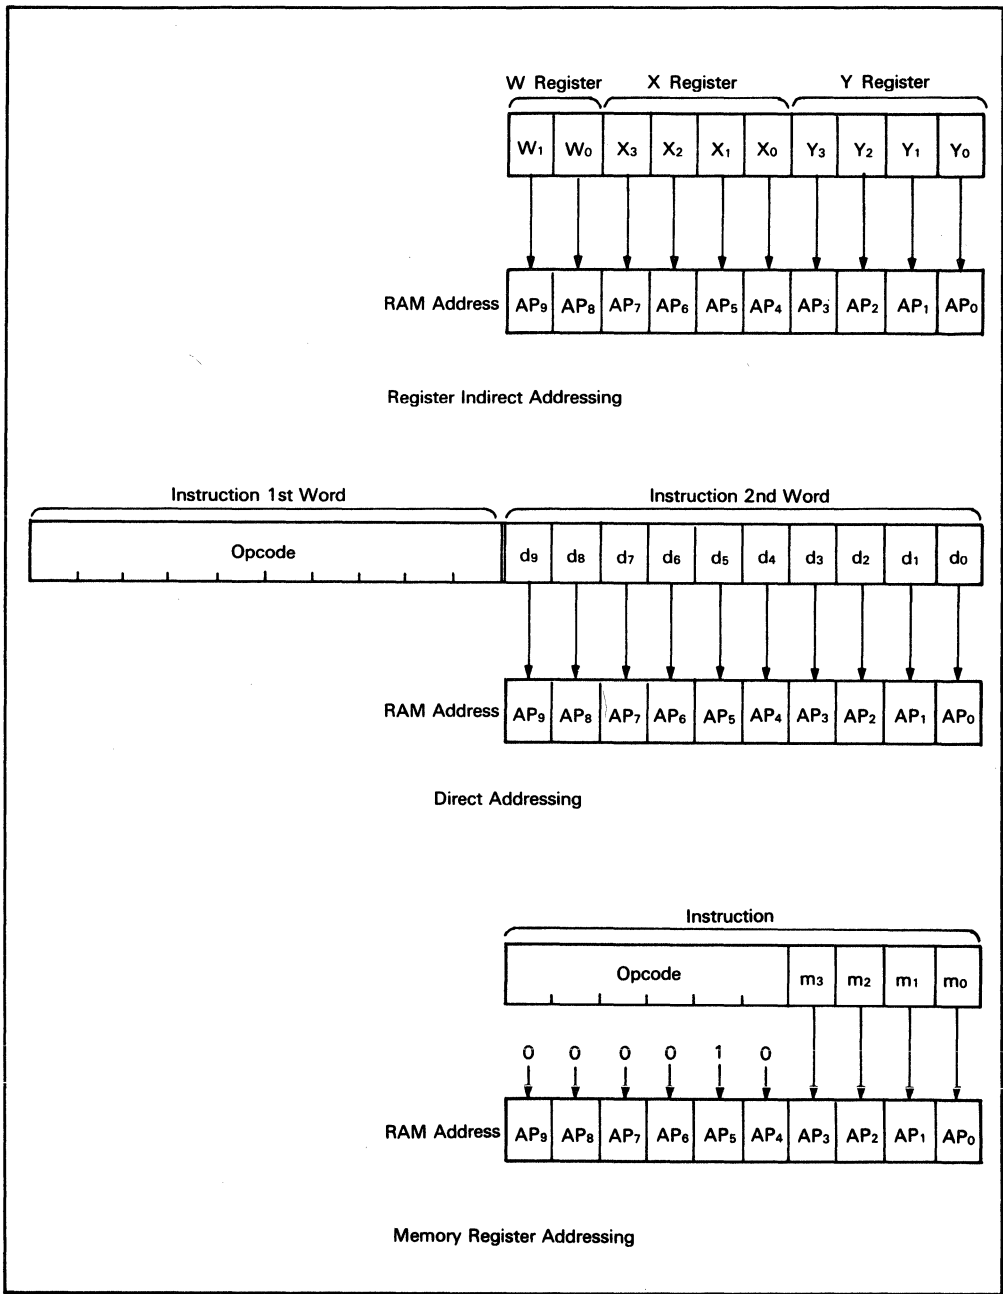 W Register X Register Y Register
W1 W0 X3 X2 X1 X0 Y3 Y2 Y1 Y0
RAM Address AP9 AP8 AP7 AP6 AP5 AP4 AP3 AP2 AP1 AP0
Register Indirect Addressing
Instruction 1st Word Instruction 2nd Word
Opcode d9 d8 d7 d6 d5 d4 d3 d2 d1 d0
RAM Address AP9 AP8 AP7 AP6 AP5 AP4 AP3 AP2 AP1 AP0
Direct Addressing
Instruction
Opcode m3 m2 m1 m0
0 0 0 0 1 0
RAM Address AP9 AP8 AP7 AP6 AP5 AP4 AP3 AP2 AP1 AP0
Memory Register Addressing